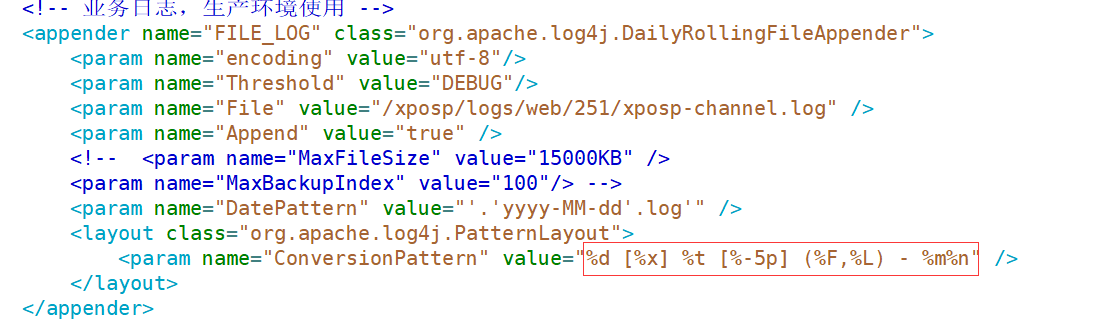 <!-- 业务日志，生产环境使用 -->
<appender name="FILE_LOG" class="org.apache.log4j.DailyRollingFileAppender">
<param name="encoding" value="utf-8"/>
<param name="Threshold" value="DEBUG"/>
<param name="File" value="/xposp/logs/web/251/xposp-channel.log" />
<param name="Append" value="true" />
<!--  <param name="MaxFileSize" value="15000KB" />
<param name="MaxBackupIndex" value="100"/> -->
<param name="DatePattern" value="'.'yyyy-MM-dd'.log'" />
<layout class="org.apache.log4j.PatternLayout">
<param name="ConversionPattern" value="%d [%x] %t [%-5p] (%F,%L) - %m%n" />
</layout>
</appender>